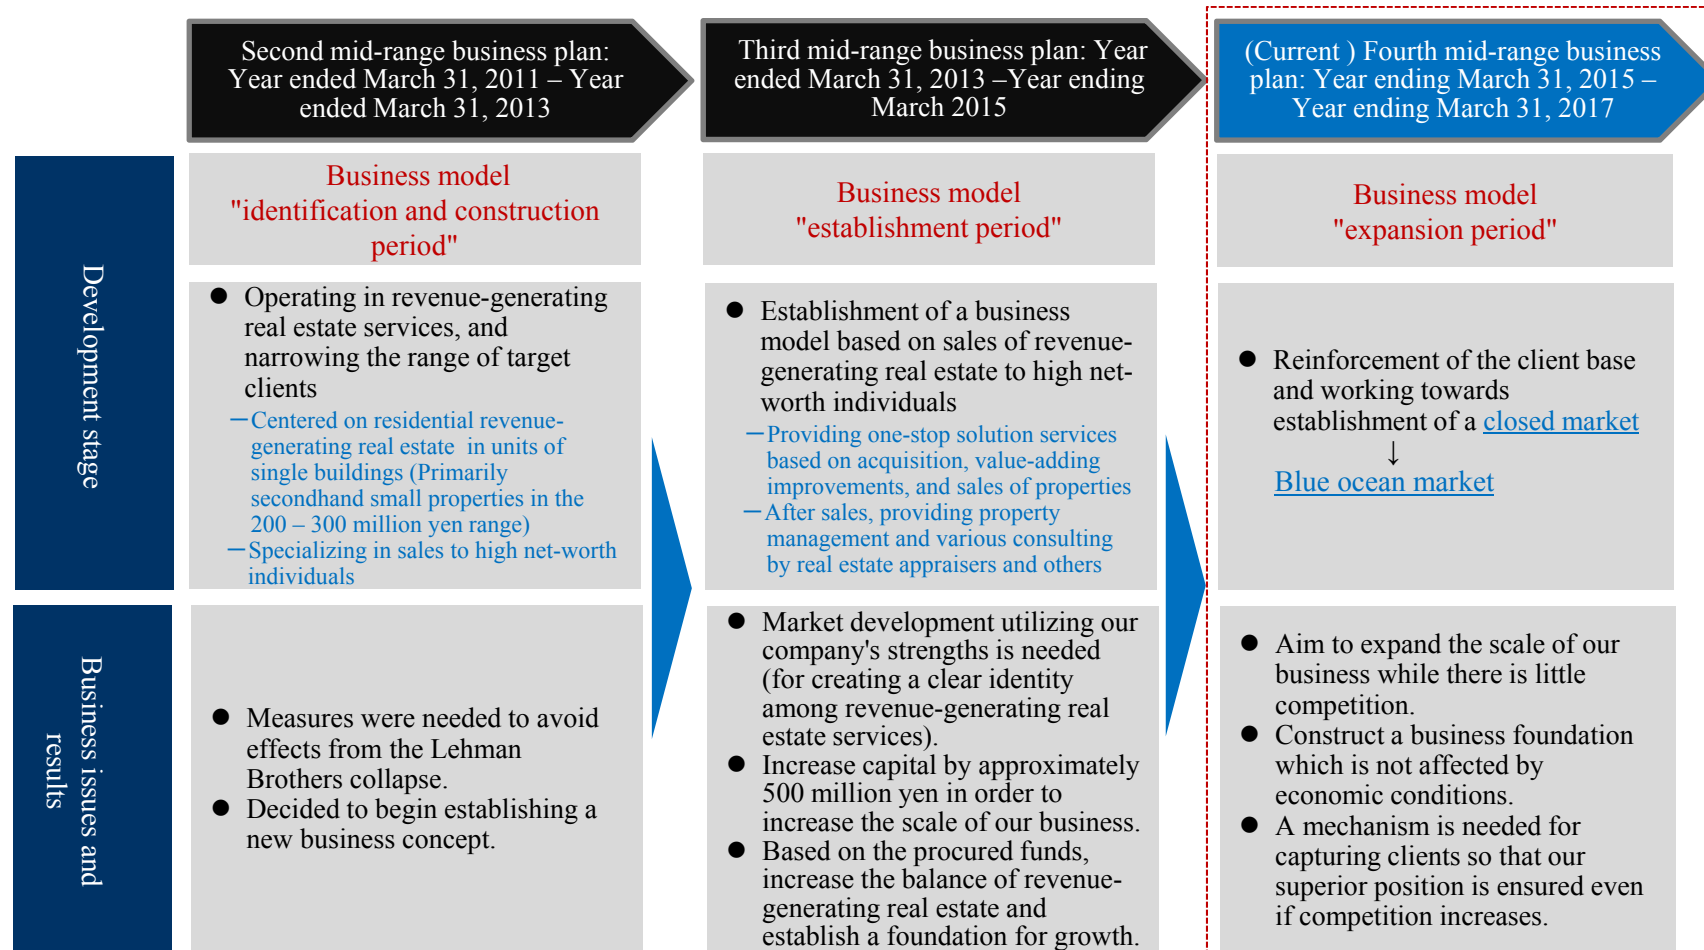 Second mid-range business plan:
Year ended March 31, 2011 – Year
ended March 31, 2013
Third mid-range business plan: Year
ended March 31, 2013 –Year ending
March 2015
(Current ) Fourth mid-range business
plan: Year ending March 31, 2015 –
Year ending March 31, 2017
Development stage
Business model
"identification and construction
period"
Business model
"establishment period"
Business model
"expansion period"
● Operating in revenue-generating
real estate services, and
narrowing the range of target
clients
－Centered on residential revenue-
generating real estate in units of
single buildings (Primarily
secondhand small properties in the
200 – 300 million yen range)
－Specializing in sales to high net-worth
individuals
● Establishment of a business
model based on sales of revenue-
generating real estate to high net-
worth individuals
－Providing one-stop solution services
based on acquisition, value-adding
improvements, and sales of properties
－After sales, providing property
management and various consulting
by real estate appraisers and others
● Reinforcement of the client base
and working towards
establishment of a closed market
↓
Blue ocean market
Business issues and
results
● Measures were needed to avoid
effects from the Lehman
Brothers collapse.
● Decided to begin establishing a
new business concept.
● Market development utilizing our
company's strengths is needed
(for creating a clear identity
among revenue-generating real
estate services).
● Increase capital by approximately
500 million yen in order to
increase the scale of our business.
● Based on the procured funds,
increase the balance of revenue-
generating real estate and
establish a foundation for growth.
● Aim to expand the scale of our
business while there is little
competition.
● Construct a business foundation
which is not affected by
economic conditions.
● A mechanism is needed for
capturing clients so that our
superior position is ensured even
if competition increases.